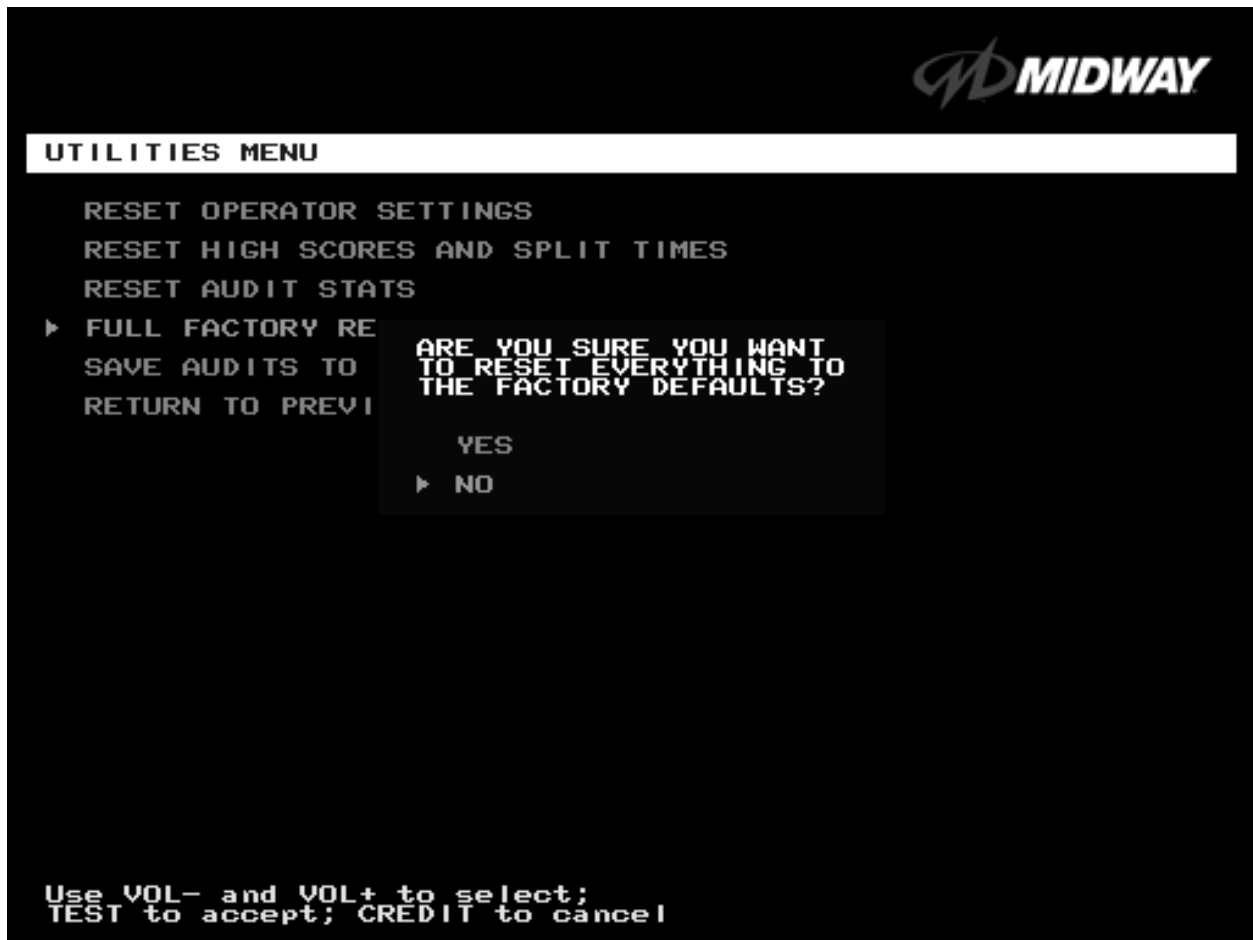 MIDWAY
UTILITIES MENU
RESET OPERATOR SETTINGS
RESET HIGH SCORES AND SPLIT TIMES
RESET AUDIT STATS
FULL FACTORY RE
SAVE AUDITS TO
RETURN TO PREVI
ARE YOU SURE YOU WANT
TO RESET EVERYTHING TO
THE FACTORY DEFAULTS?
YES
NO
Use VOL- and VOL+ to select;
TEST to accept; CREDIT to cancel